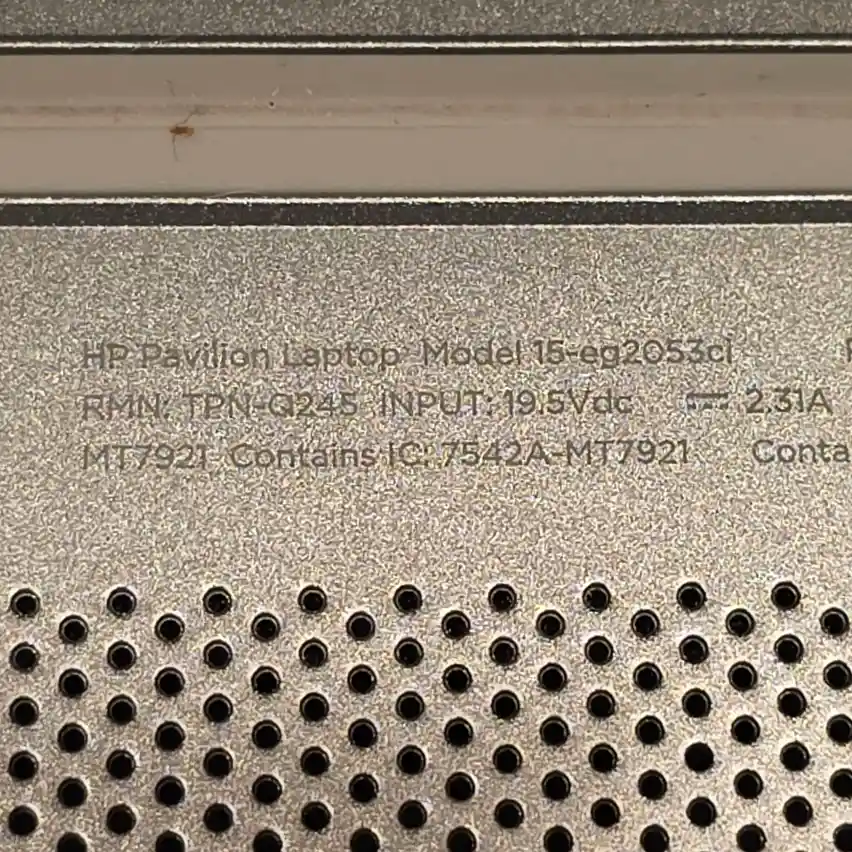 HP Pavilion Laptop Model 15-eg2053cl
RMN: TPN-Q245 INPUT: 19.5Vdc ⎓ 2.31A
MT7921 Contains IC: 7542A-MT7921 Conta